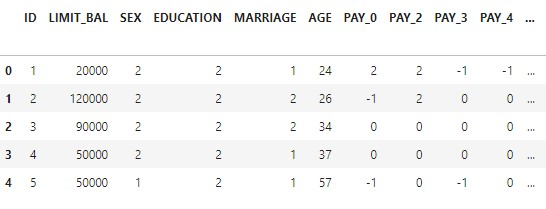 ID LIMIT_BAL SEX EDUCATION MARRIAGE AGE PAY_0 PAY_2 PAY_3 PAY_4 ...
0 1 20000 2 2 1 24 2 2 -1 -1 ...
1 2 120000 2 2 2 26 -1 2 0 0 ...
2 3 90000 2 2 2 34 0 0 0 0 ...
3 4 50000 2 2 1 37 0 0 0 0 ...
4 5 50000 1 2 1 57 -1 0 -1 0 ...